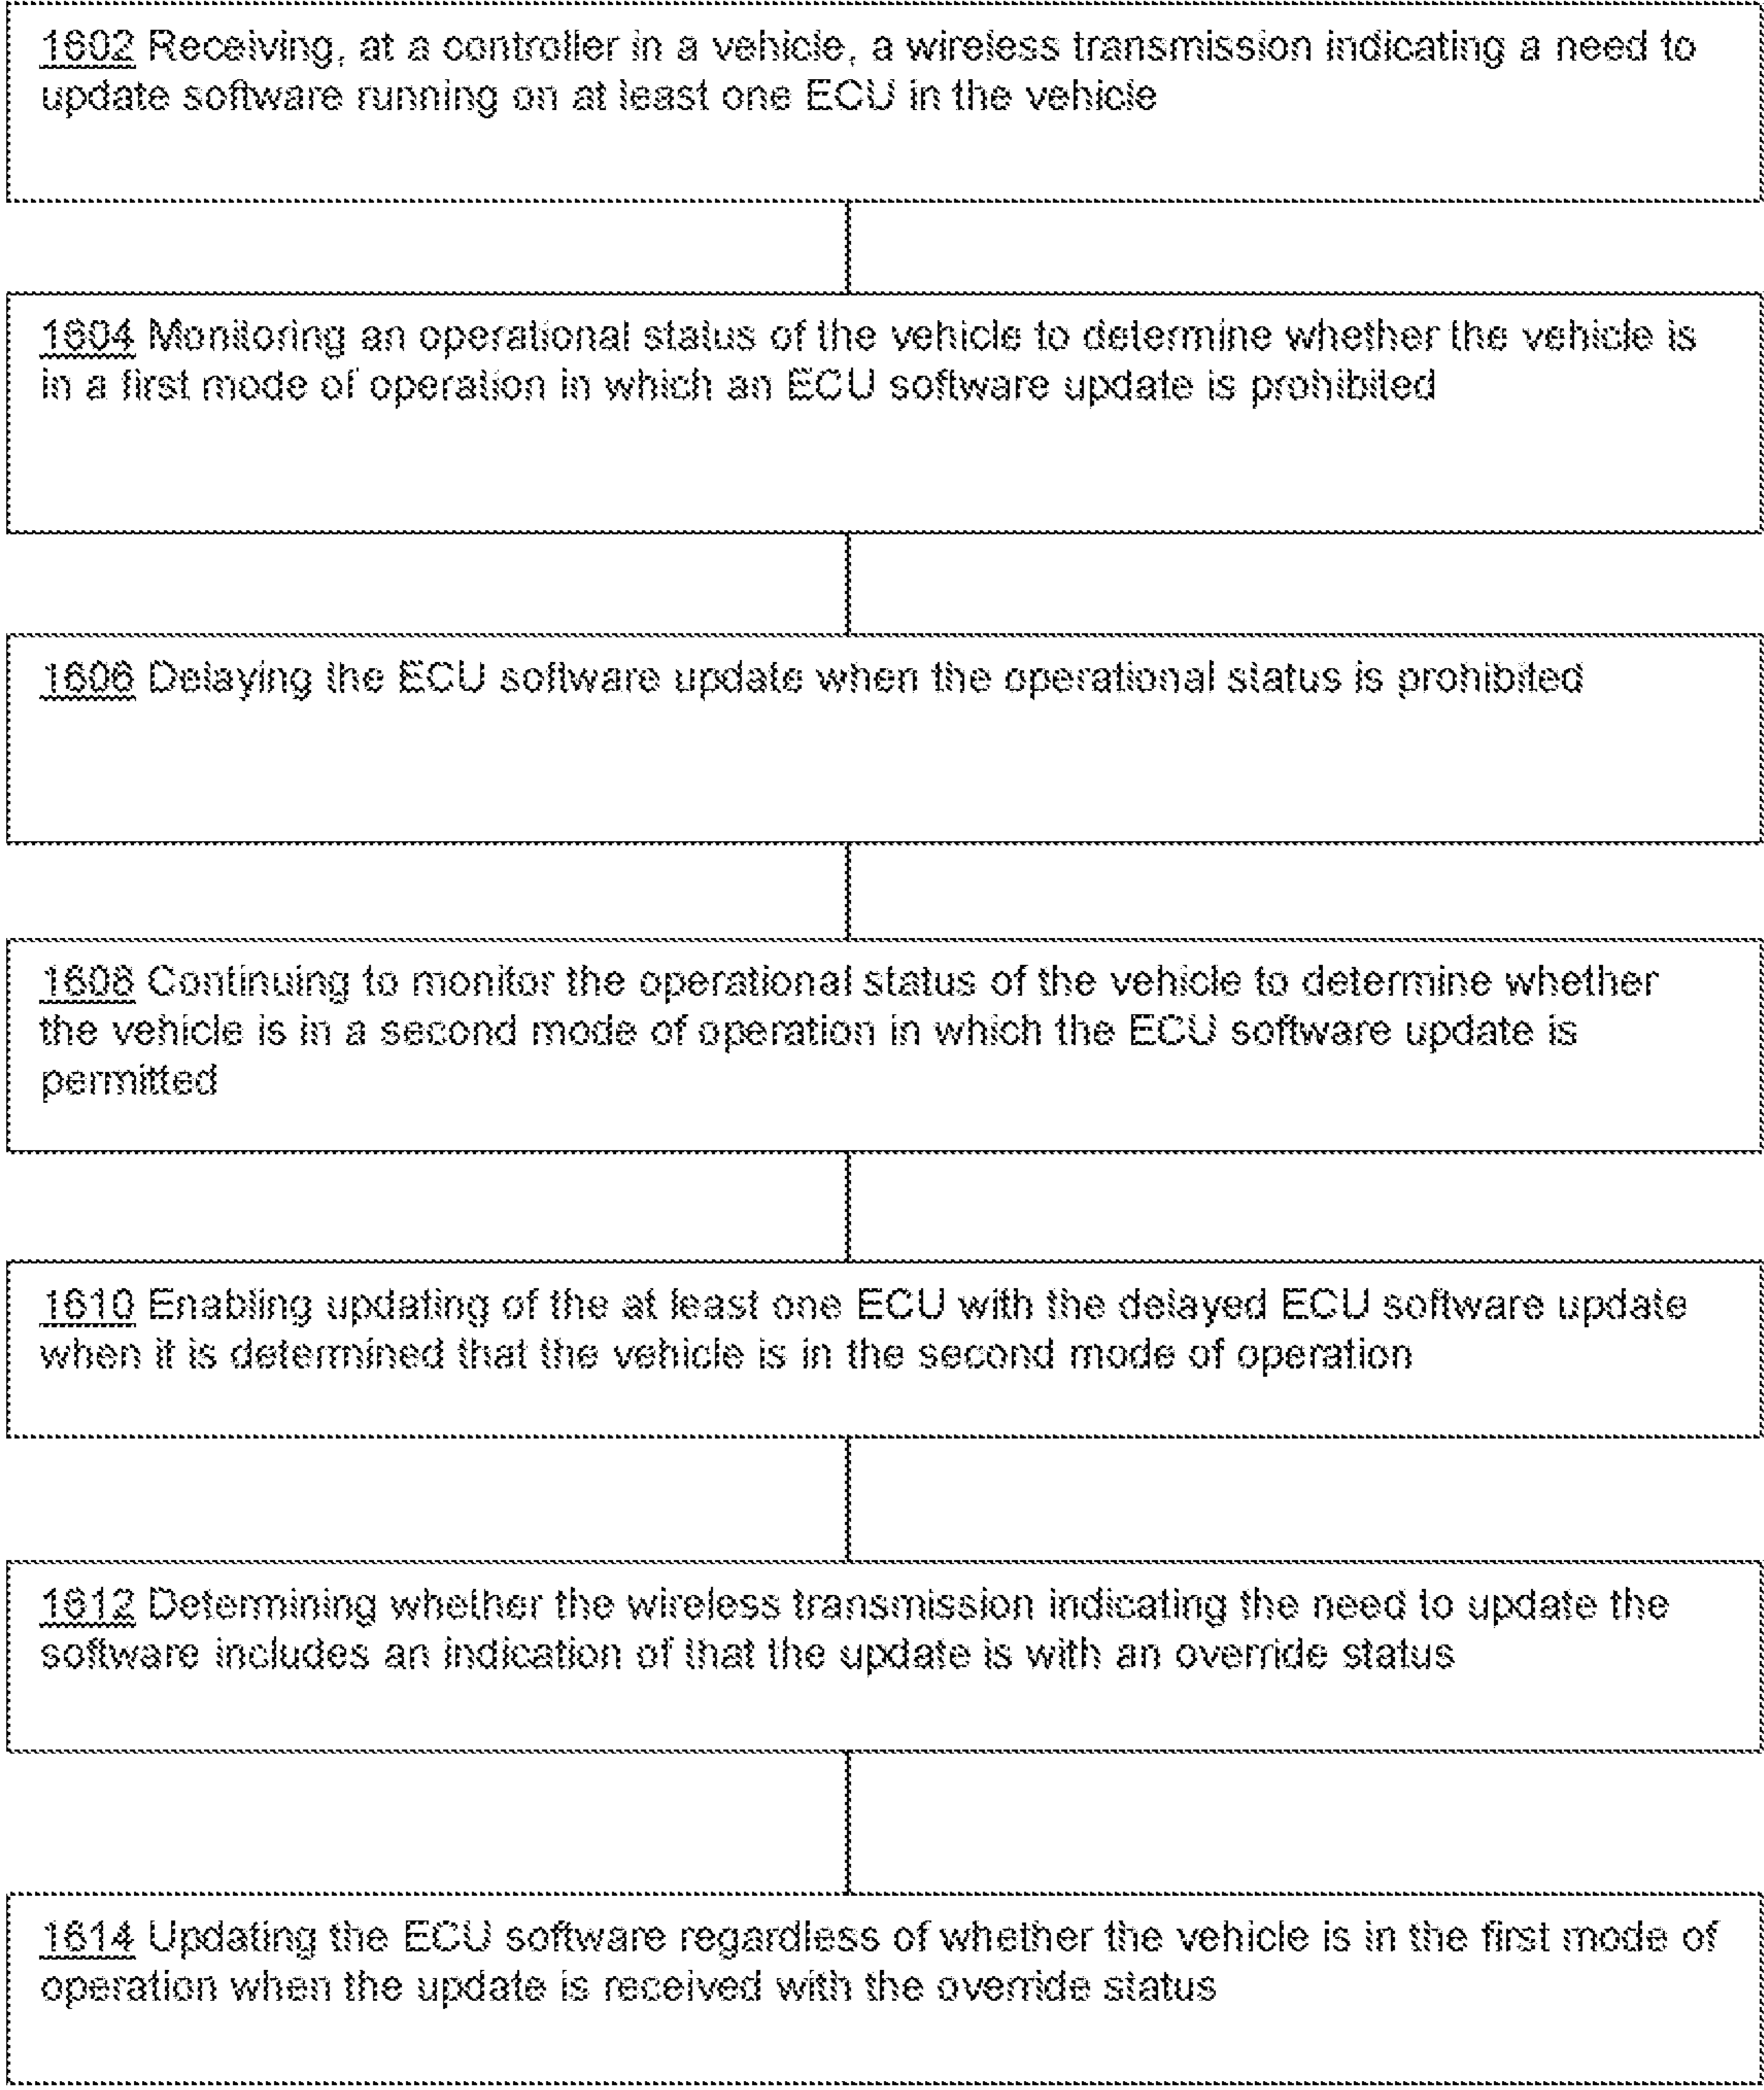 1602 Receiving, at a controller in a vehicle, a wireless transmission indicating a need to
update software running on at least one ECU in the vehicle
1604 Monitoring an operational status of the vehicle to determine whether the vehicle is
in a first mode of operation in which an ECU software update is prohibited
1606 Delaying the ECU software update when the operational status is prohibited
1608 Continuing to monitor the operational status of the vehicle to determine whether
the vehicle is in a second mode of operation in which the ECU software update is
permitted
1610 Enabling updating of the at least one ECU with the delayed ECU software update
when it is determined that the vehicle is in the second mode of operation
1612 Determining whether the wireless transmission indicating the need to update the
software includes an indication of that the update is with an override status
1614 Updating the ECU software regardless of whether the vehicle is in the first mode of
operation when the update is received with the override status